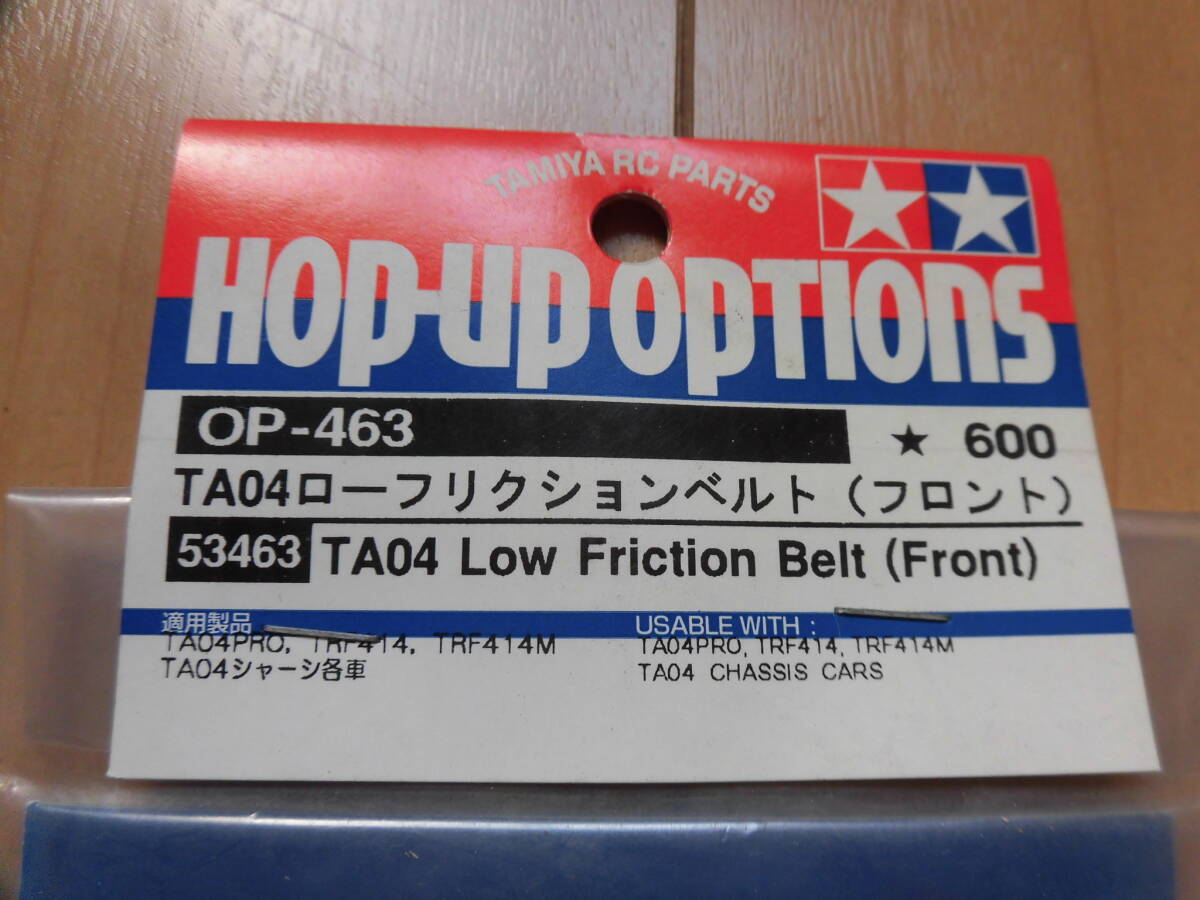 TAMIYA RC PARTS
HOP-UP OPTIONS
OP-463 ★ 600
TA04ローフリクションベルト(フロント)
53463 TA04 Low Friction Belt (Front)
適用製品 USABLE WITH :
TA04PRO, TRF414, TRF414M TA04PRO, TRF414, TRF414M
TA04シャーシ各車 TA04 CHASSIS CARS